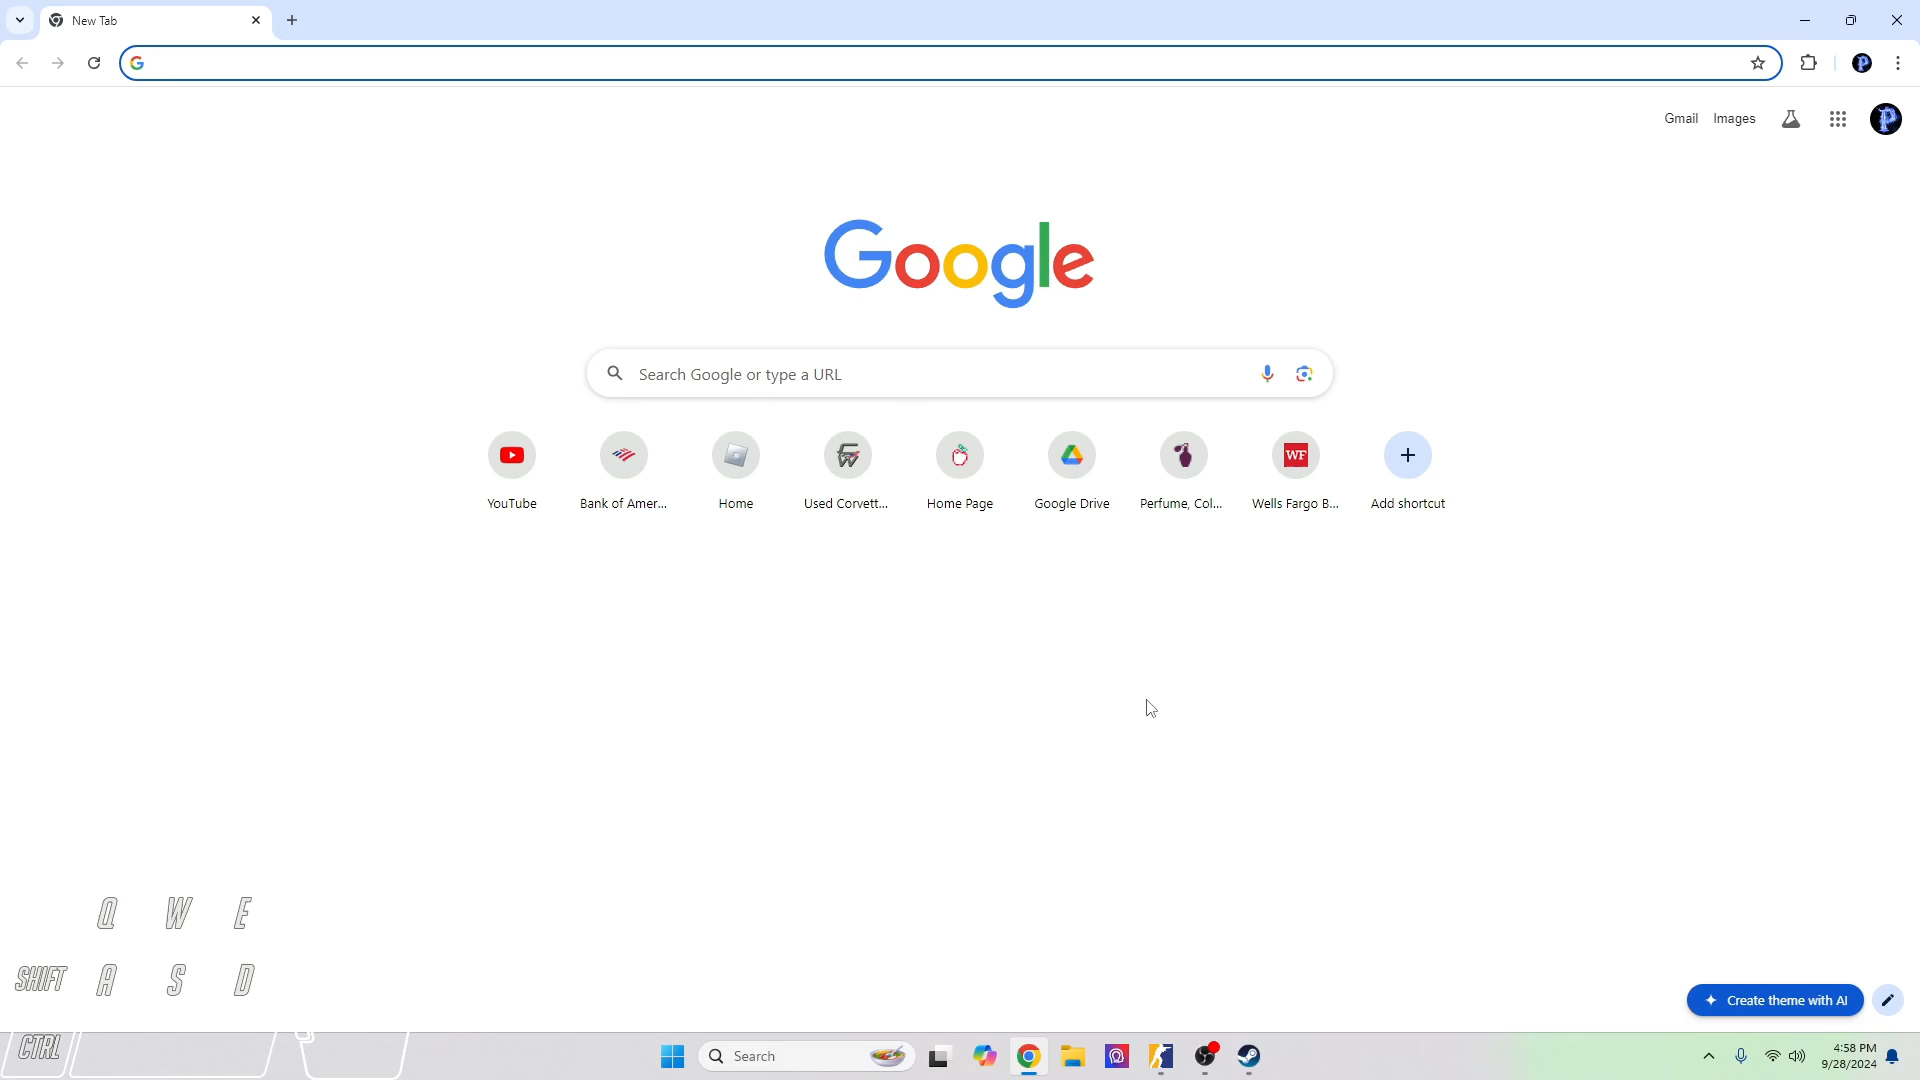 New Tab
Gmail Images
Google
Search Google or type a URL
YouTube
Bank of Amer...
Home
Used Corvett...
Home Page
Google Drive
Perfume, Col...
WF
Wells Fargo B...
Add shortcut
Q W E
SHIFT A S D
CTRL
Create theme with AI
Search
4:58 PM
9/28/2024